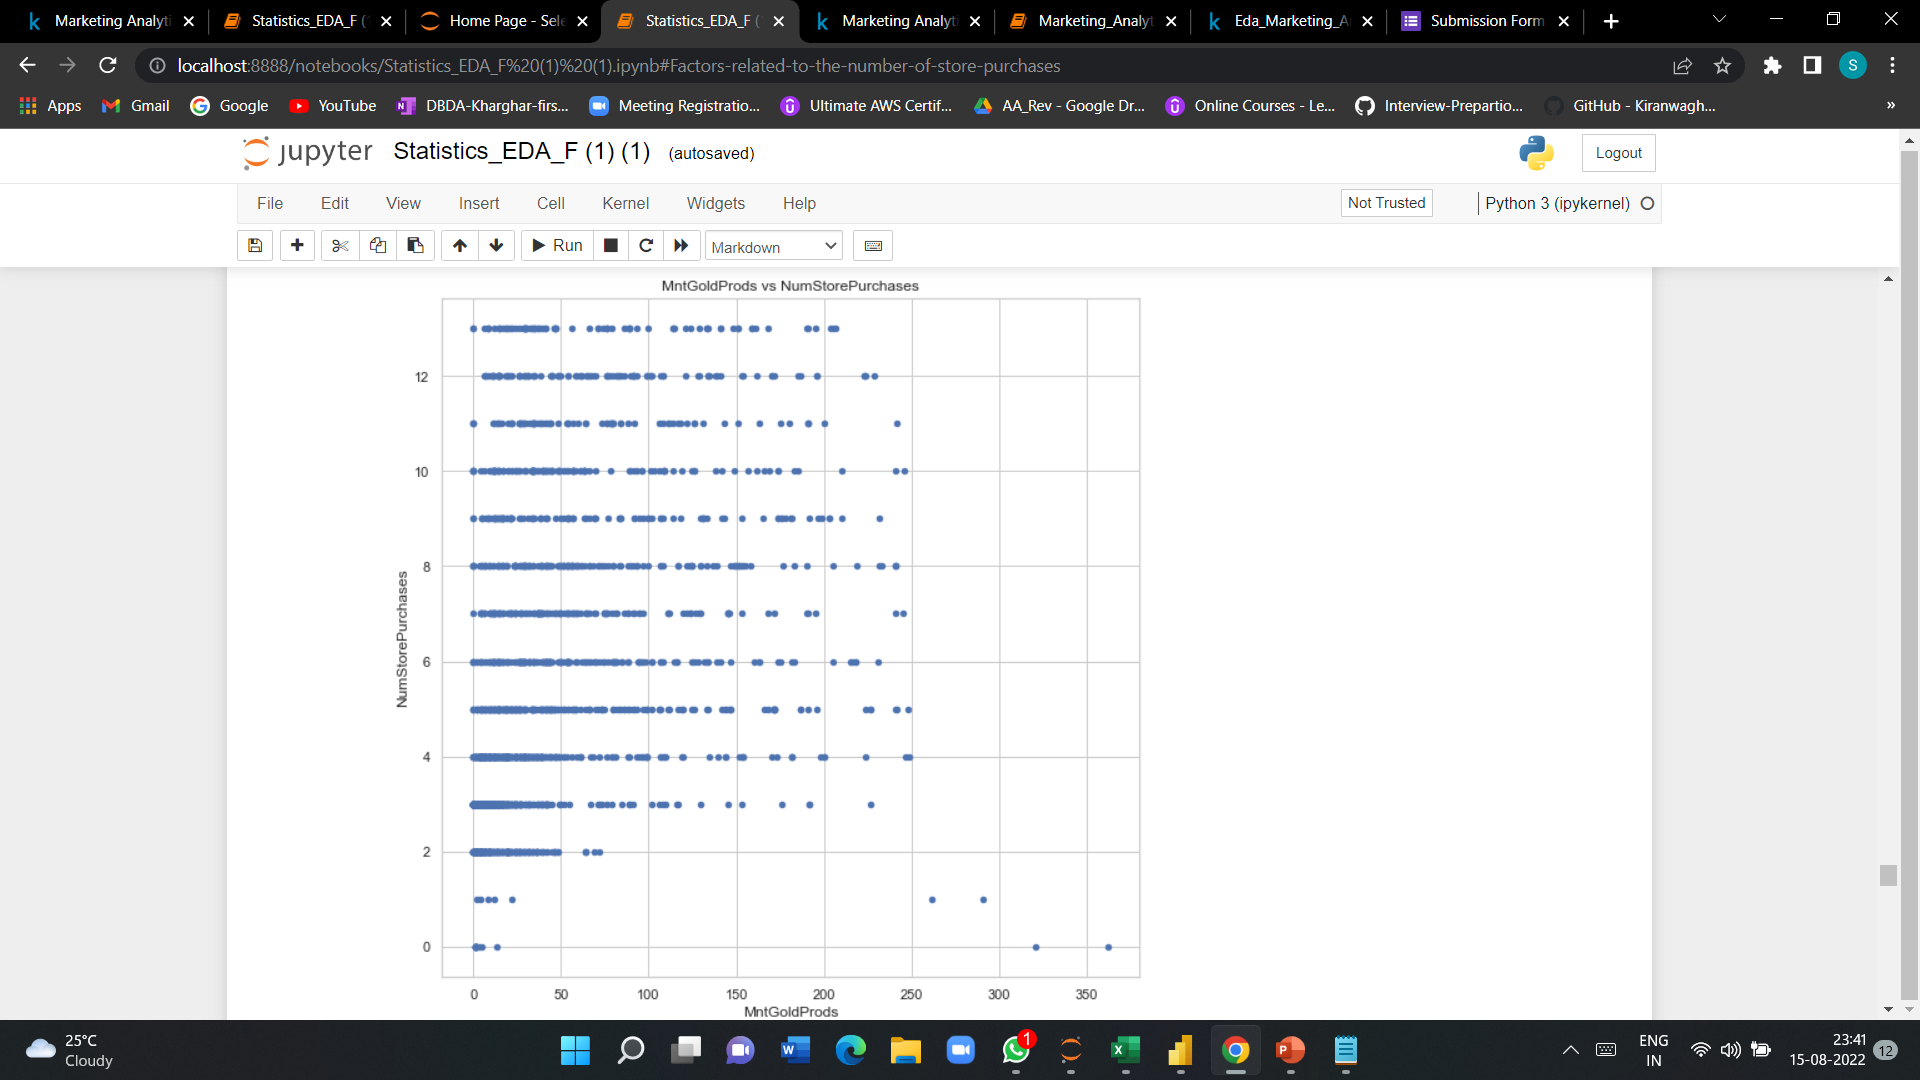 Marketing Analyti
Statistics_EDA_F (
Home Page - Sele
Statistics_EDA_F (
Marketing Analyti
Marketing_Analyt
Eda_Marketing_A
Submission Form
localhost:8888/notebooks/Statistics_EDA_F%20(1)%20(1).ipynb#Factors-related-to-the-number-of-store-purchases
S
Apps
Gmail
Google
YouTube
DBDA-Kharghar-firs...
Meeting Registratio...
Ultimate AWS Certif...
AA_Rev - Google Dr...
Online Courses - Le...
Interview-Prepartio...
GitHub - Kiranwagh...
»
jupyter
Statistics_EDA_F (1) (1)
(autosaved)
Logout
File
Edit
View
Insert
Cell
Kernel
Widgets
Help
Not Trusted
Python 3 (ipykernel)
Run
Markdown
MntGoldProds vs NumStorePurchases
12
10
8
6
4
2
0
NumStorePurchases
0
50
100
150
200
250
300
350
MntGoldProds
25°C
Cloudy
1
ENG
IN
23:41
15-08-2022
12